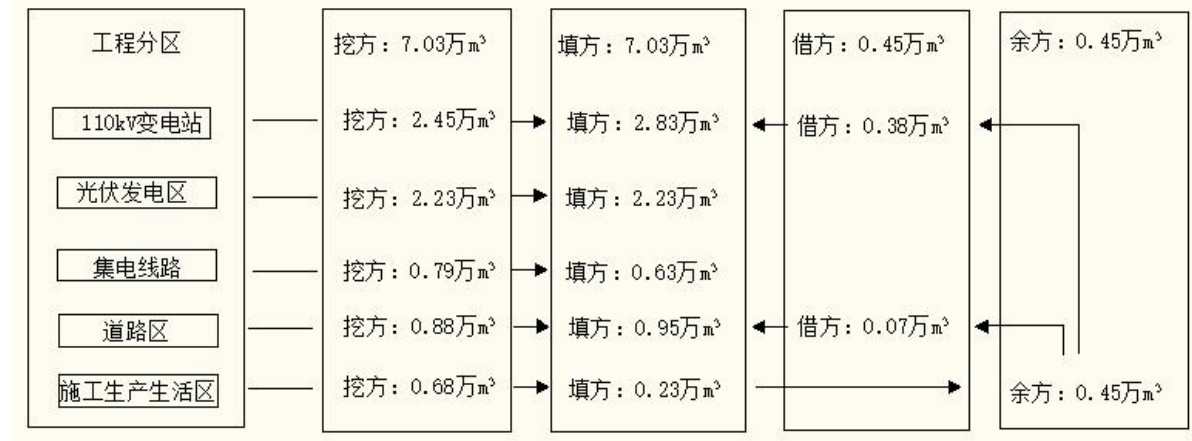 工程分区 挖方：7.03万m³ 填方：7.03万m³ 借方：0.45万m³ 余方：0.45万m³
110kV变电站 挖方：2.45万m³ 填方：2.83万m³ 借方：0.38万m³
光伏发电区 挖方：2.23万m³ 填方：2.23万m³
集电线路 挖方：0.79万m³ 填方：0.63万m³
道路区 挖方：0.88万m³ 填方：0.95万m³ 借方：0.07万m³
施工生产生活区 挖方：0.68万m³ 填方：0.23万m³ 余方：0.45万m³